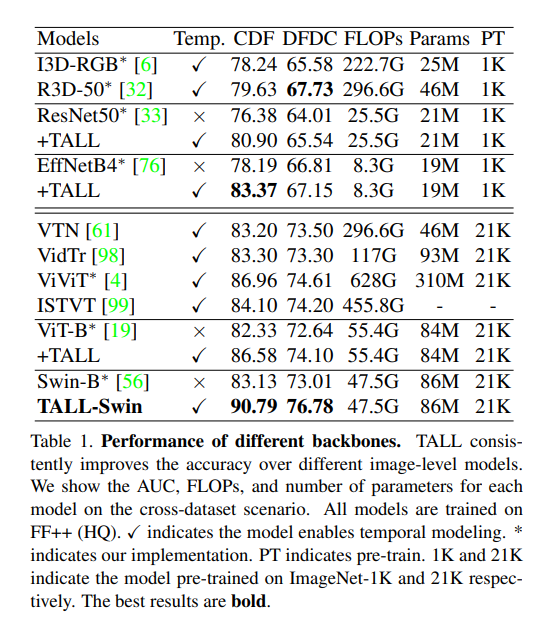 Models Temp. CDF DFDC FLOPs Params PT
I3D-RGB* [6] ✓ 78.24 65.58 222.7G 25M 1K
R3D-50* [32] ✓ 79.63 67.73 296.6G 46M 1K
ResNet50* [33] × 76.38 64.01 25.5G 21M 1K
+TALL ✓ 80.90 65.54 25.5G 21M 1K
EffNetB4* [76] × 78.19 66.81 8.3G 19M 1K
+TALL ✓ 83.37 67.15 8.3G 19M 1K
VTN [61] ✓ 83.20 73.50 296.6G 46M 21K
VidTr [98] ✓ 83.30 73.30 117G 93M 21K
ViViT* [4] ✓ 86.96 74.61 628G 310M 21K
ISTVT [99] ✓ 84.10 74.20 455.8G - -
ViT-B* [19] × 82.33 72.64 55.4G 84M 21K
+TALL ✓ 86.58 74.10 55.4G 84M 21K
Swin-B* [56] × 83.13 73.01 47.5G 86M 21K
TALL-Swin ✓ 90.79 76.78 47.5G 86M 21K
Table 1. Performance of different backbones. TALL consis-
tently improves the accuracy over different image-level models.
We show the AUC, FLOPs, and number of parameters for each
model on the cross-dataset scenario. All models are trained on
FF++ (HQ). ✓ indicates the model enables temporal modeling. *
indicates our implementation. PT indicates pre-train. 1K and 21K
indicate the model pre-trained on ImageNet-1K and 21K respec-
tively. The best results are bold.